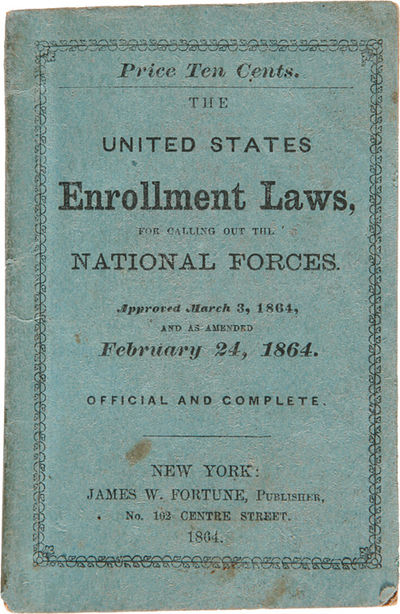 Price Ten Cents.
THE
UNITED STATES
Enrollment Laws,
FOR CALLING OUT THE
NATIONAL FORCES.
Approved March 3, 1864,
AND AS AMENDED
February 24, 1864.
OFFICIAL AND COMPLETE.
NEW YORK:
JAMES W. FORTUNE, PUBLISHER,
No. 102 CENTRE STREET.
1864.